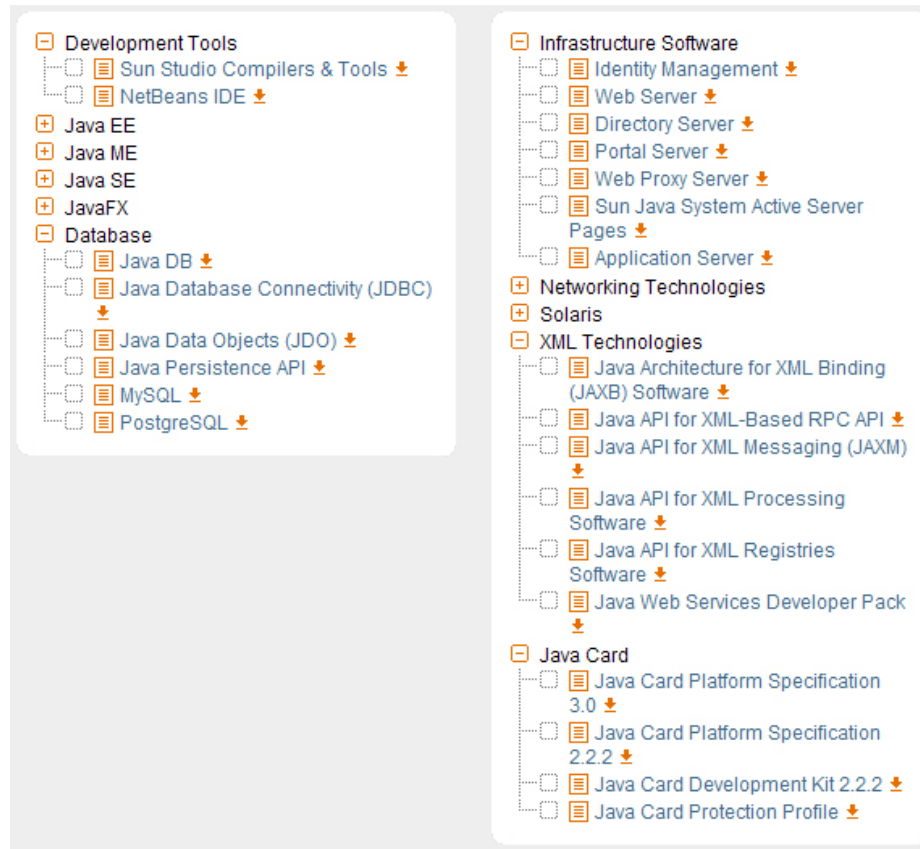 Development Tools
Sun Studio Compilers & Tools
NetBeans IDE
Java EE
Java ME
Java SE
JavaFX
Database
Java DB
Java Database Connectivity (JDBC)
Java Data Objects (JDO)
Java Persistence API
MySQL
PostgreSQL
Infrastructure Software
Identity Management
Web Server
Directory Server
Portal Server
Web Proxy Server
Sun Java System Active Server
Pages
Application Server
Networking Technologies
Solaris
XML Technologies
Java Architecture for XML Binding
(JAXB) Software
Java API for XML-Based RPC API
Java API for XML Messaging (JAXM)
Java API for XML Processing
Software
Java API for XML Registries
Software
Java Web Services Developer Pack
Java Card
Java Card Platform Specification
3.0
Java Card Platform Specification
2.2.2
Java Card Development Kit 2.2.2
Java Card Protection Profile